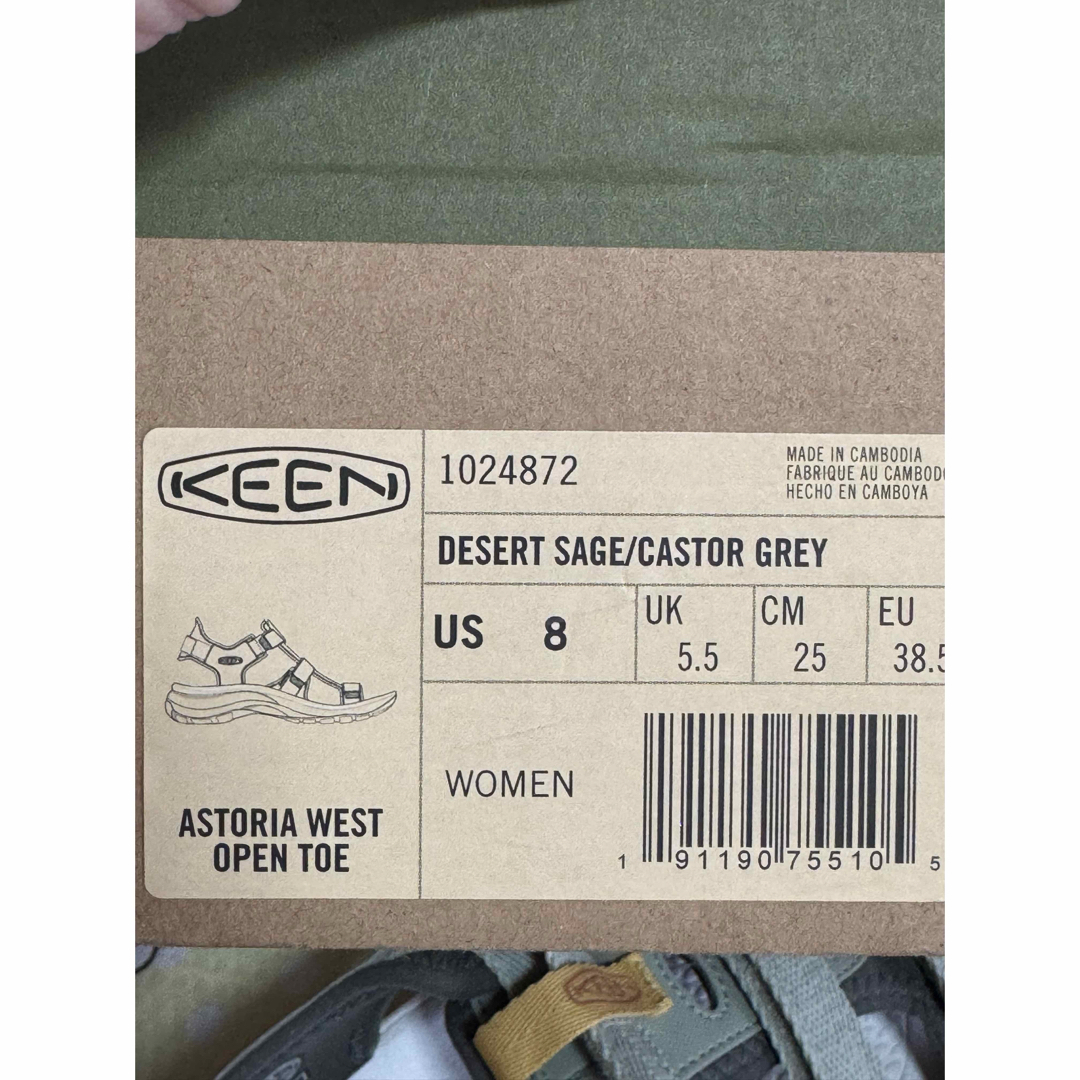 KEEN
1024872
MADE IN CAMBODIA
FABRIQUE AU CAMBOD
HECHO EN CAMBOYA
DESERT SAGE/CASTOR GREY
US 8
UK 5.5
CM 25
EU 38.5
KEEN
WOMEN
ASTORIA WEST
OPEN TOE
1 91190 75510 5